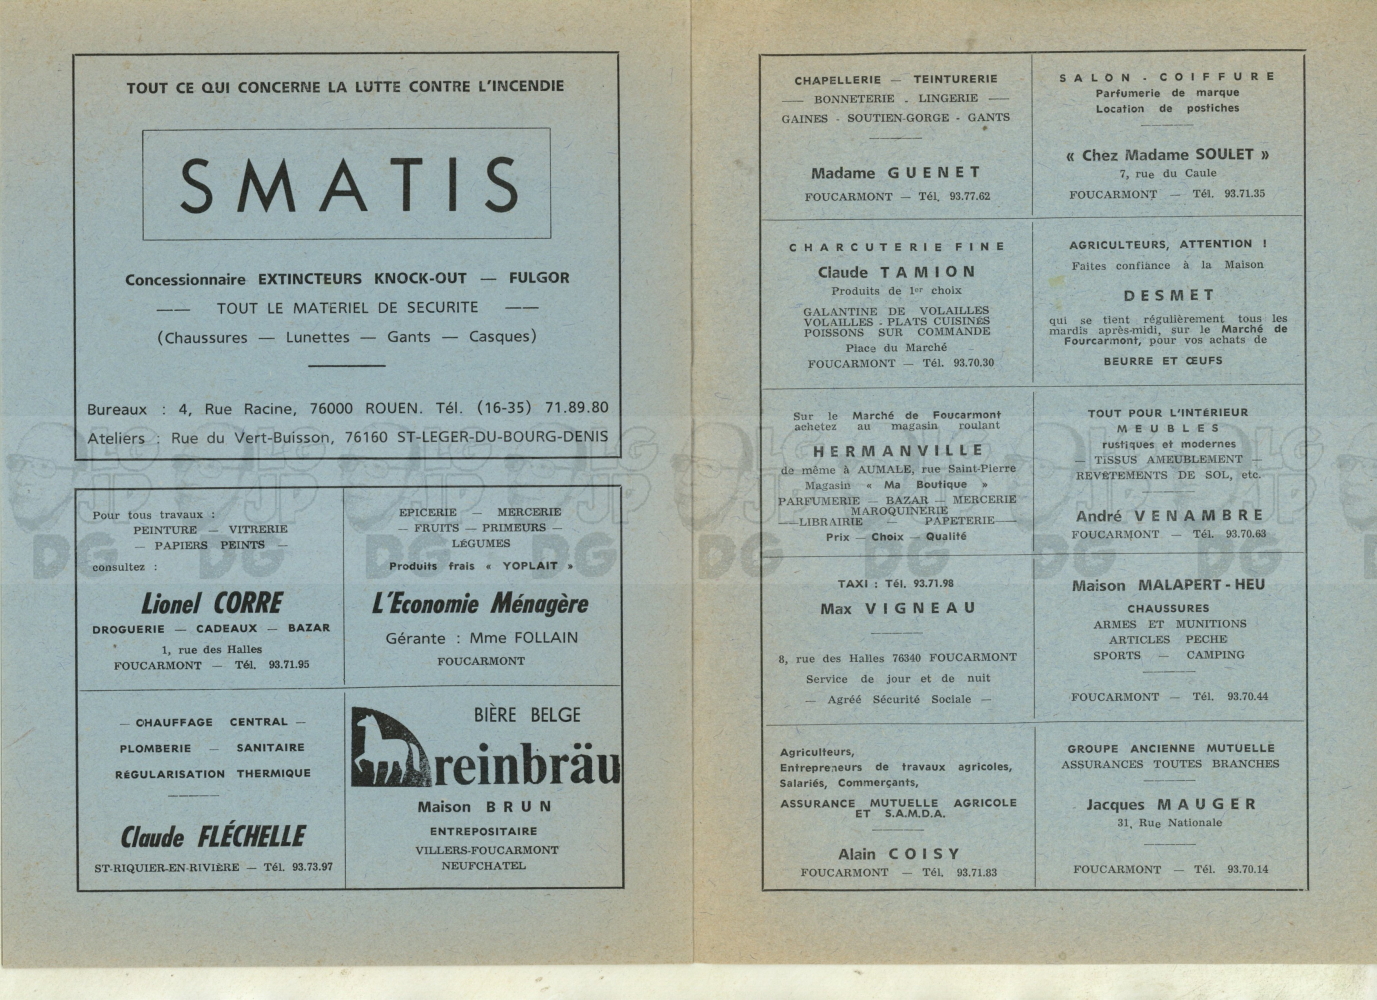 TOUT CE QUI CONCERNE LA LUTTE CONTRE L'INCENDIE
SMATIS
Concessionnaire EXTINCTEURS KNOCK-OUT — FULGOR
—— TOUT LE MATERIEL DE SECURITE ——
(Chaussures — Lunettes — Gants — Casques)
Bureaux : 4, Rue Racine, 76000 ROUEN. Tél. (16-35) 71.89.80
Ateliers : Rue du Vert-Buisson, 76160 ST-LEGER-DU-BOURG-DENIS
Pour tous travaux :
PEINTURE — VITRERIE
— PAPIERS PEINTS —
consultez :
Lionel CORRE
DROGUERIE — CADEAUX — BAZAR
1, rue des Halles
FOUCARMONT — Tél. 93.71.95
EPICERIE — MERCERIE
— FRUITS — PRIMEURS —
LÉGUMES
Produits frais « YOPLAIT »
L'Economie Ménagère
Gérante : Mme FOLLAIN
FOUCARMONT
— CHAUFFAGE CENTRAL —
PLOMBERIE — SANITAIRE
RÉGULARISATION THERMIQUE
Claude FLÉCHELLE
ST-RIQUIER-EN-RIVIÈRE — Tél. 93.73.97
BIÈRE BELGE
reinbräu
Maison BRUN
ENTREPOSITAIRE
VILLERS-FOUCARMONT
NEUFCHATEL
CHAPELLERIE — TEINTURERIE
—— BONNETERIE . LINGERIE ——
GAINES - SOUTIEN-GORGE - GANTS
Madame GUENET
FOUCARMONT — Tél. 93.77.62
SALON - COIFFURE
Parfumerie de marque
Location de postiches
« Chez Madame SOULET »
7, rue du Caule
FOUCARMONT — Tél. 93.71.35
CHARCUTERIE FINE
Claude TAMION
Produits de 1er choix
GALANTINE DE VOLAILLES
VOLAILLES - PLATS CUISINÉS
POISSONS SUR COMMANDE
Place du Marché
FOUCARMONT — Tél. 93.70.30
AGRICULTEURS, ATTENTION !
Faites confiance à la Maison
DESMET
qui se tient régulièrement tous les
mardis après-midi, sur le Marché de
Fourcarmont, pour vos achats de
BEURRE ET ŒUFS
Sur le Marché de Foucarmont
achetez au magasin roulant
HERMANVILLE
de même à AUMALE, rue Saint-Pierre
Magasin « Ma Boutique »
PARFUMERIE — BAZAR — MERCERIE
MAROQUINERIE
—LIBRAIRIE — PAPETERIE—
Prix — Choix — Qualité
TOUT POUR L'INTÉRIEUR
MEUBLES
rustiques et modernes
— TISSUS AMEUBLEMENT —
REVÊTEMENTS DE SOL, etc.
André VENAMBRE
FOUCARMONT — Tél. 93.70.63
TAXI : Tél. 93.71.98
Max VIGNEAU
8, rue des Halles 76340 FOUCARMONT
Service de jour et de nuit
— Agréé Sécurité Sociale —
Maison MALAPERT-HEU
CHAUSSURES
ARMES ET MUNITIONS
ARTICLES PECHE
SPORTS — CAMPING
FOUCARMONT — Tél. 93.70.44
Agriculteurs,
Entrepreneurs de travaux agricoles,
Salariés, Commerçants,
ASSURANCE MUTUELLE AGRICOLE
ET S.A.M.D.A.
Alain COISY
FOUCARMONT — Tél. 93.71.83
GROUPE ANCIENNE MUTUELLE
ASSURANCES TOUTES BRANCHES
Jacques MAUGER
31, Rue Nationale
FOUCARMONT — Tél. 93.70.14